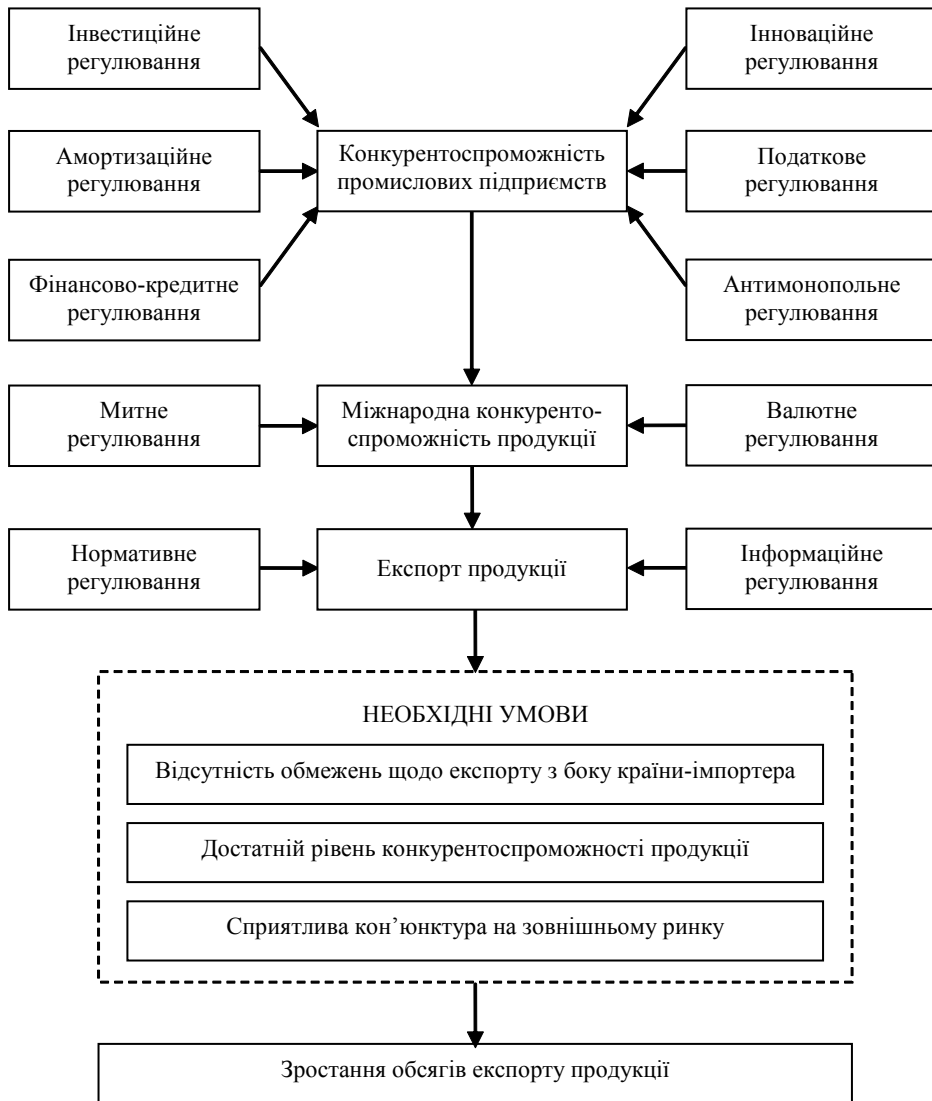 Інвестиційне
регулювання
Інноваційне
регулювання
Амортизаційне
регулювання
Конкурентоспроможність
промислових підприємств
Податкове
регулювання
Фінансово-кредитне
регулювання
Антимонопольне
регулювання
Митне
регулювання
Міжнародна конкуренто-
спроможність продукції
Валютне
регулювання
Нормативне
регулювання
Експорт продукції
Інформаційне
регулювання
НЕОБХІДНІ УМОВИ
Відсутність обмежень щодо експорту з боку країни-імпортера
Достатній рівень конкурентоспроможності продукції
Сприятлива кон’юнктура на зовнішньому ринку
Зростання обсягів експорту продукції